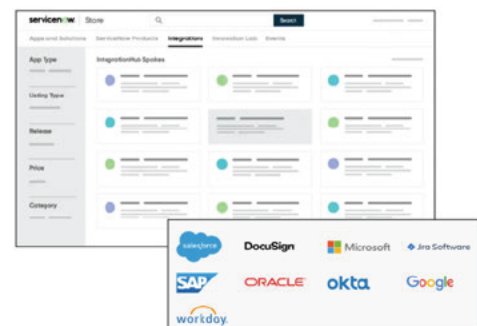 servicenow Store Search
Apps and Solutions ServiceNow Products Integrations Innovation Lab Events
App Type IntegrationHub Spokes
Listing Type
Release
Price
Category
salesforce DocuSign Microsoft Jira Software
SAP ORACLE okta Google
workday.